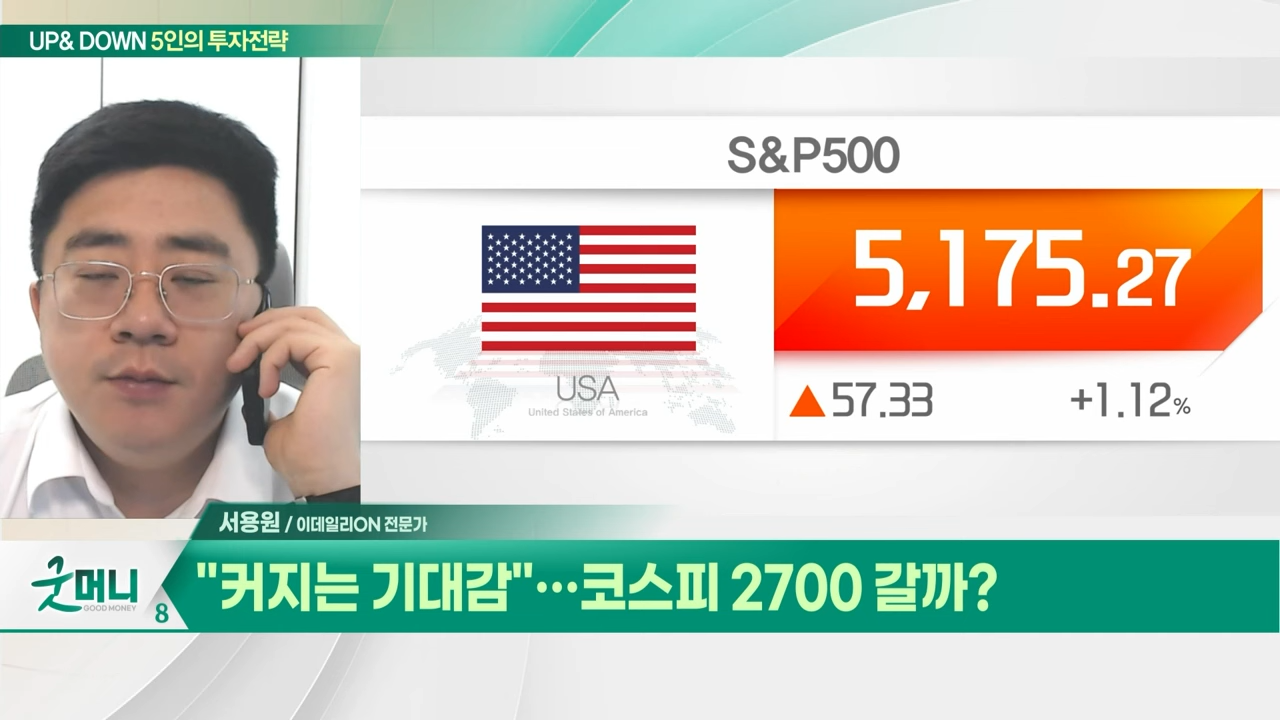 UP& DOWN 5인의 투자전략
S&P500
5,175.27
USA
United States of America
▲57.33 +1.12%
서용원 / 이데일리ON 전문가
굿머니
GOOD MONEY
8
"커지는 기대감"…코스피 2700 갈까?